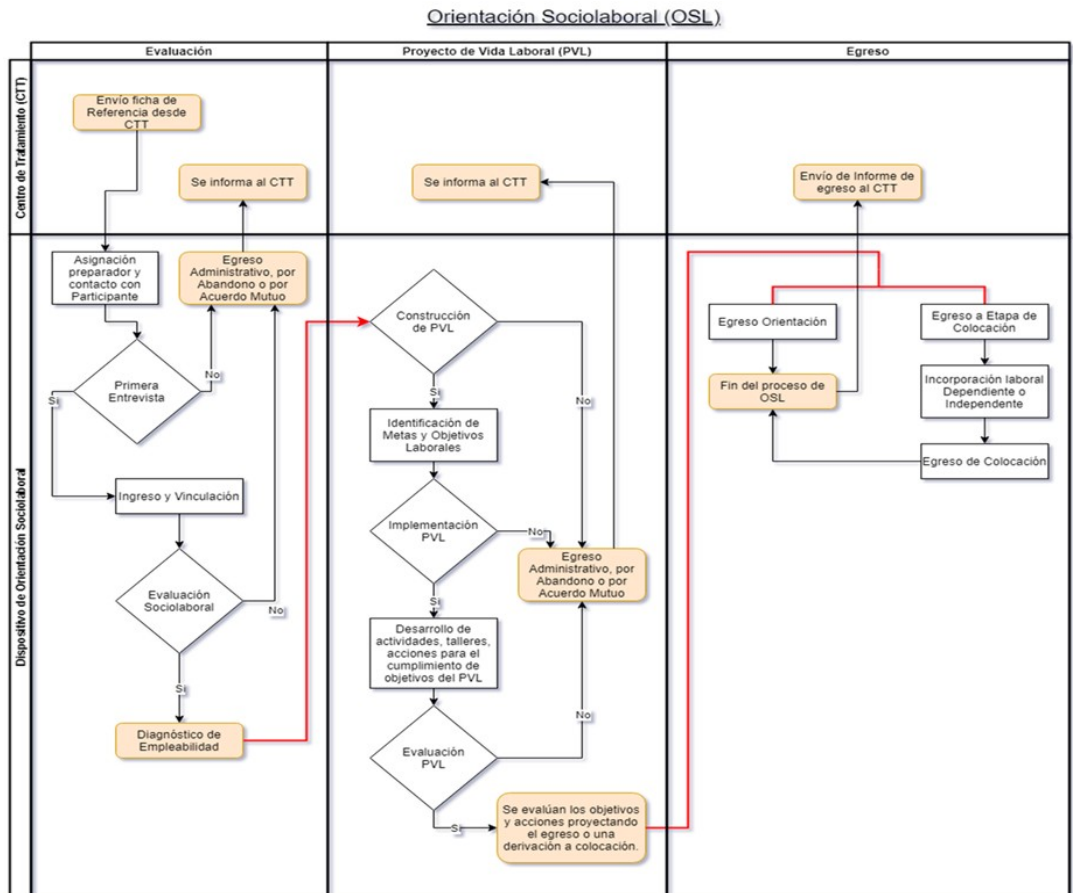 Orientación Sociolaboral (OSL)
Evaluación
Proyecto de Vida Laboral (PVL)
Egreso
Centro de Tratamiento (CTT)
Envío ficha de
Referencia desde
CTT
Se informa al CTT
Se informa al CTT
Envío de Informe de
egreso al CTT
Dispositivo de Orientación Sociolaboral
Asignación
preparador y
contacto con
Participante
Egreso
Administrativo, por
Abandono o por
Acuerdo Mutuo
Primera
Entrevista
No
Si
Ingreso y Vinculación
Evaluación
Sociolaboral
No
Si
Diagnóstico de
Empleabilidad
Construcción
de PVL
Si
No
Identificación de
Metas y Objetivos
Laborales
Implementación
PVL
No
Si
Egreso
Administrativo, por
Abandono o por
Acuerdo Mutuo
Desarrollo de
actividades, talleres,
acciones para el
cumplimiento de
objetivos del PVL
No
Evaluación
PVL
Si
Se evalúan los objetivos
y acciones proyectando
el egreso o una
derivación a colocación.
Egreso Orientación
Egreso a Etapa de
Colocación
Fin del proceso de
OSL
Incorporación laboral
Dependiente o
Independente
Egreso de Colocación